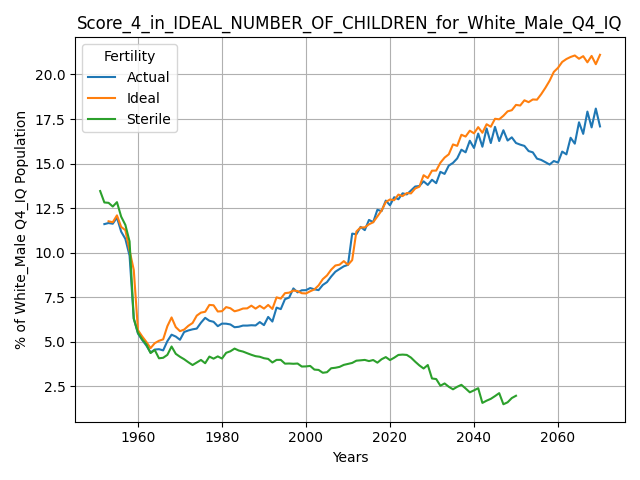 Score_4_in_IDEAL_NUMBER_OF_CHILDREN_for_White_Male_Q4_IQ
Fertility
Actual
Ideal
Sterile
% of White_Male Q4_IQ Population
20.0
17.5
15.0
12.5
10.0
7.5
5.0
2.5
1960
1980
2000
2020
2040
2060
Years